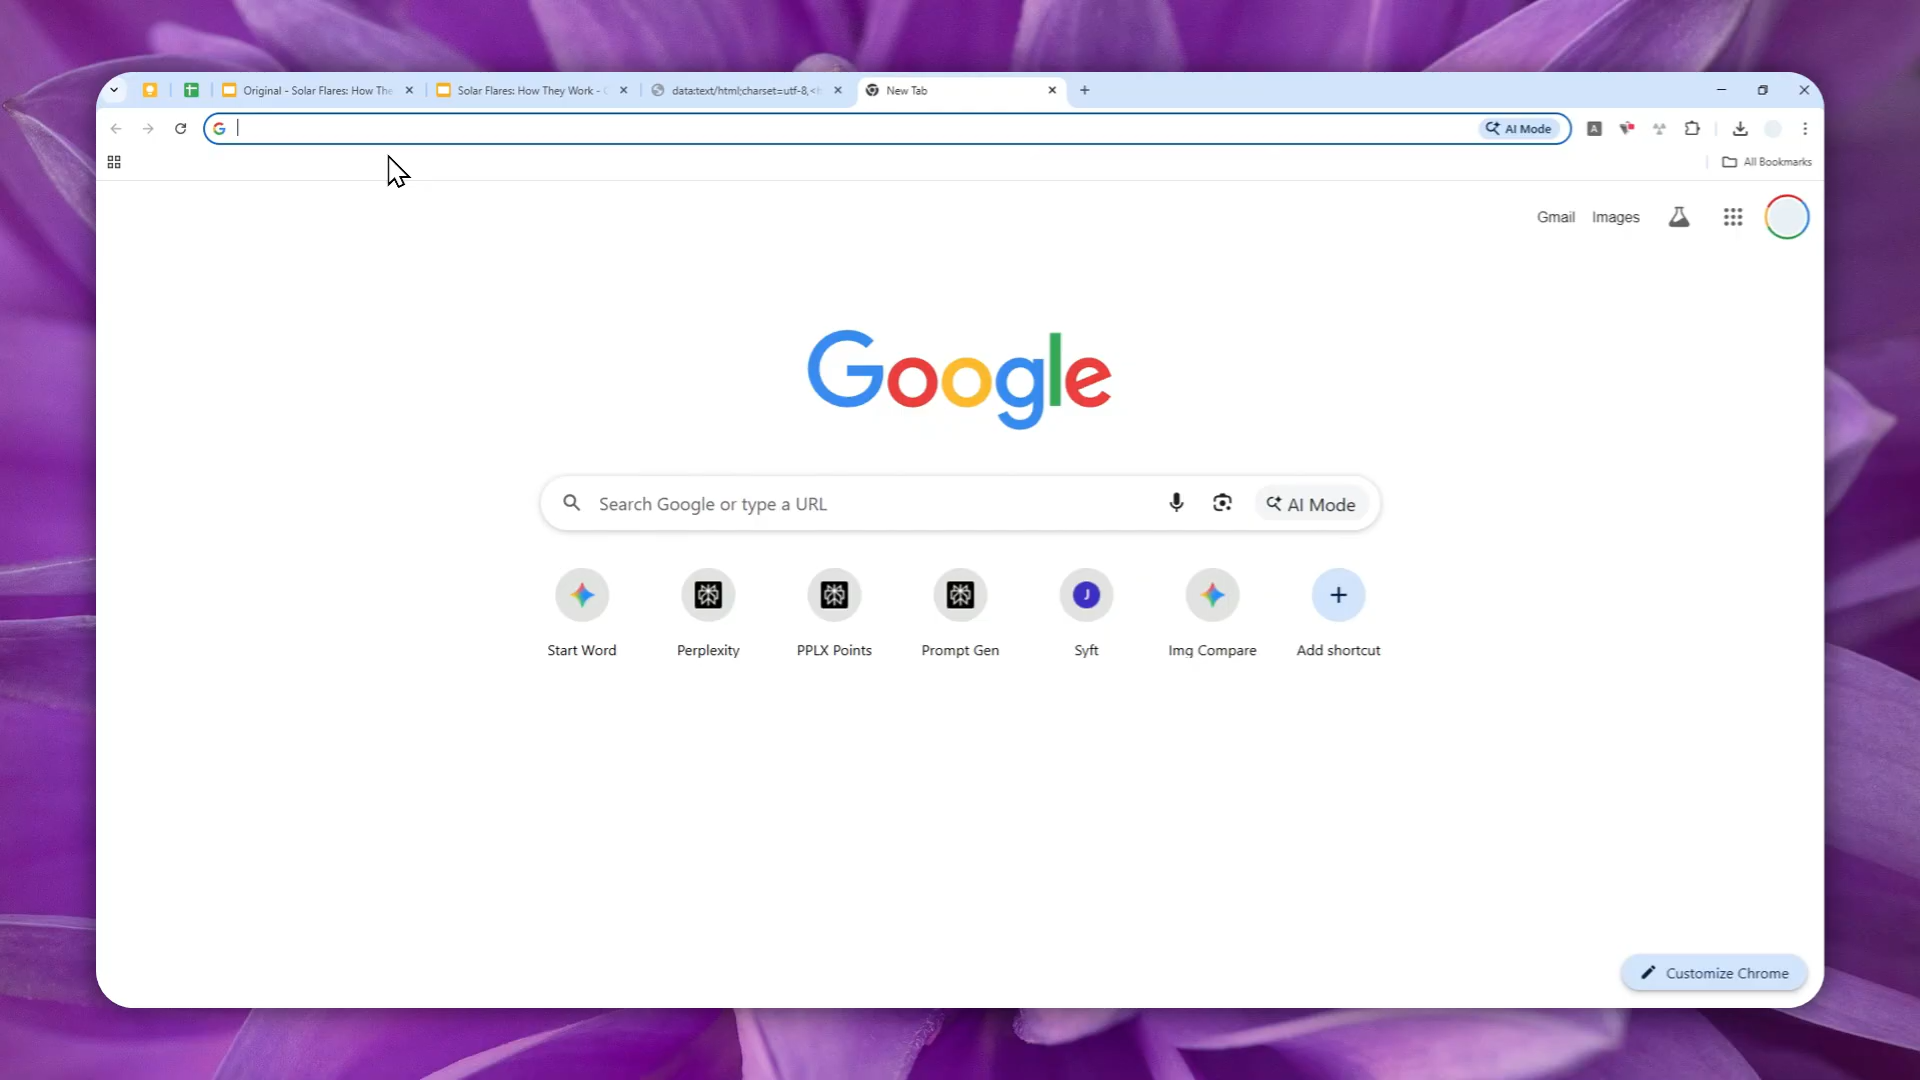 Original - Solar Flares: How The
Solar Flares: How They Work -
data:text/html;charset=utf-8,<h
New Tab
AI Mode
All Bookmarks
Gmail
Images
Google
Search Google or type a URL
AI Mode
Start Word
Perplexity
PPLX Points
Prompt Gen
J
Syft
Img Compare
Add shortcut
Customize Chrome